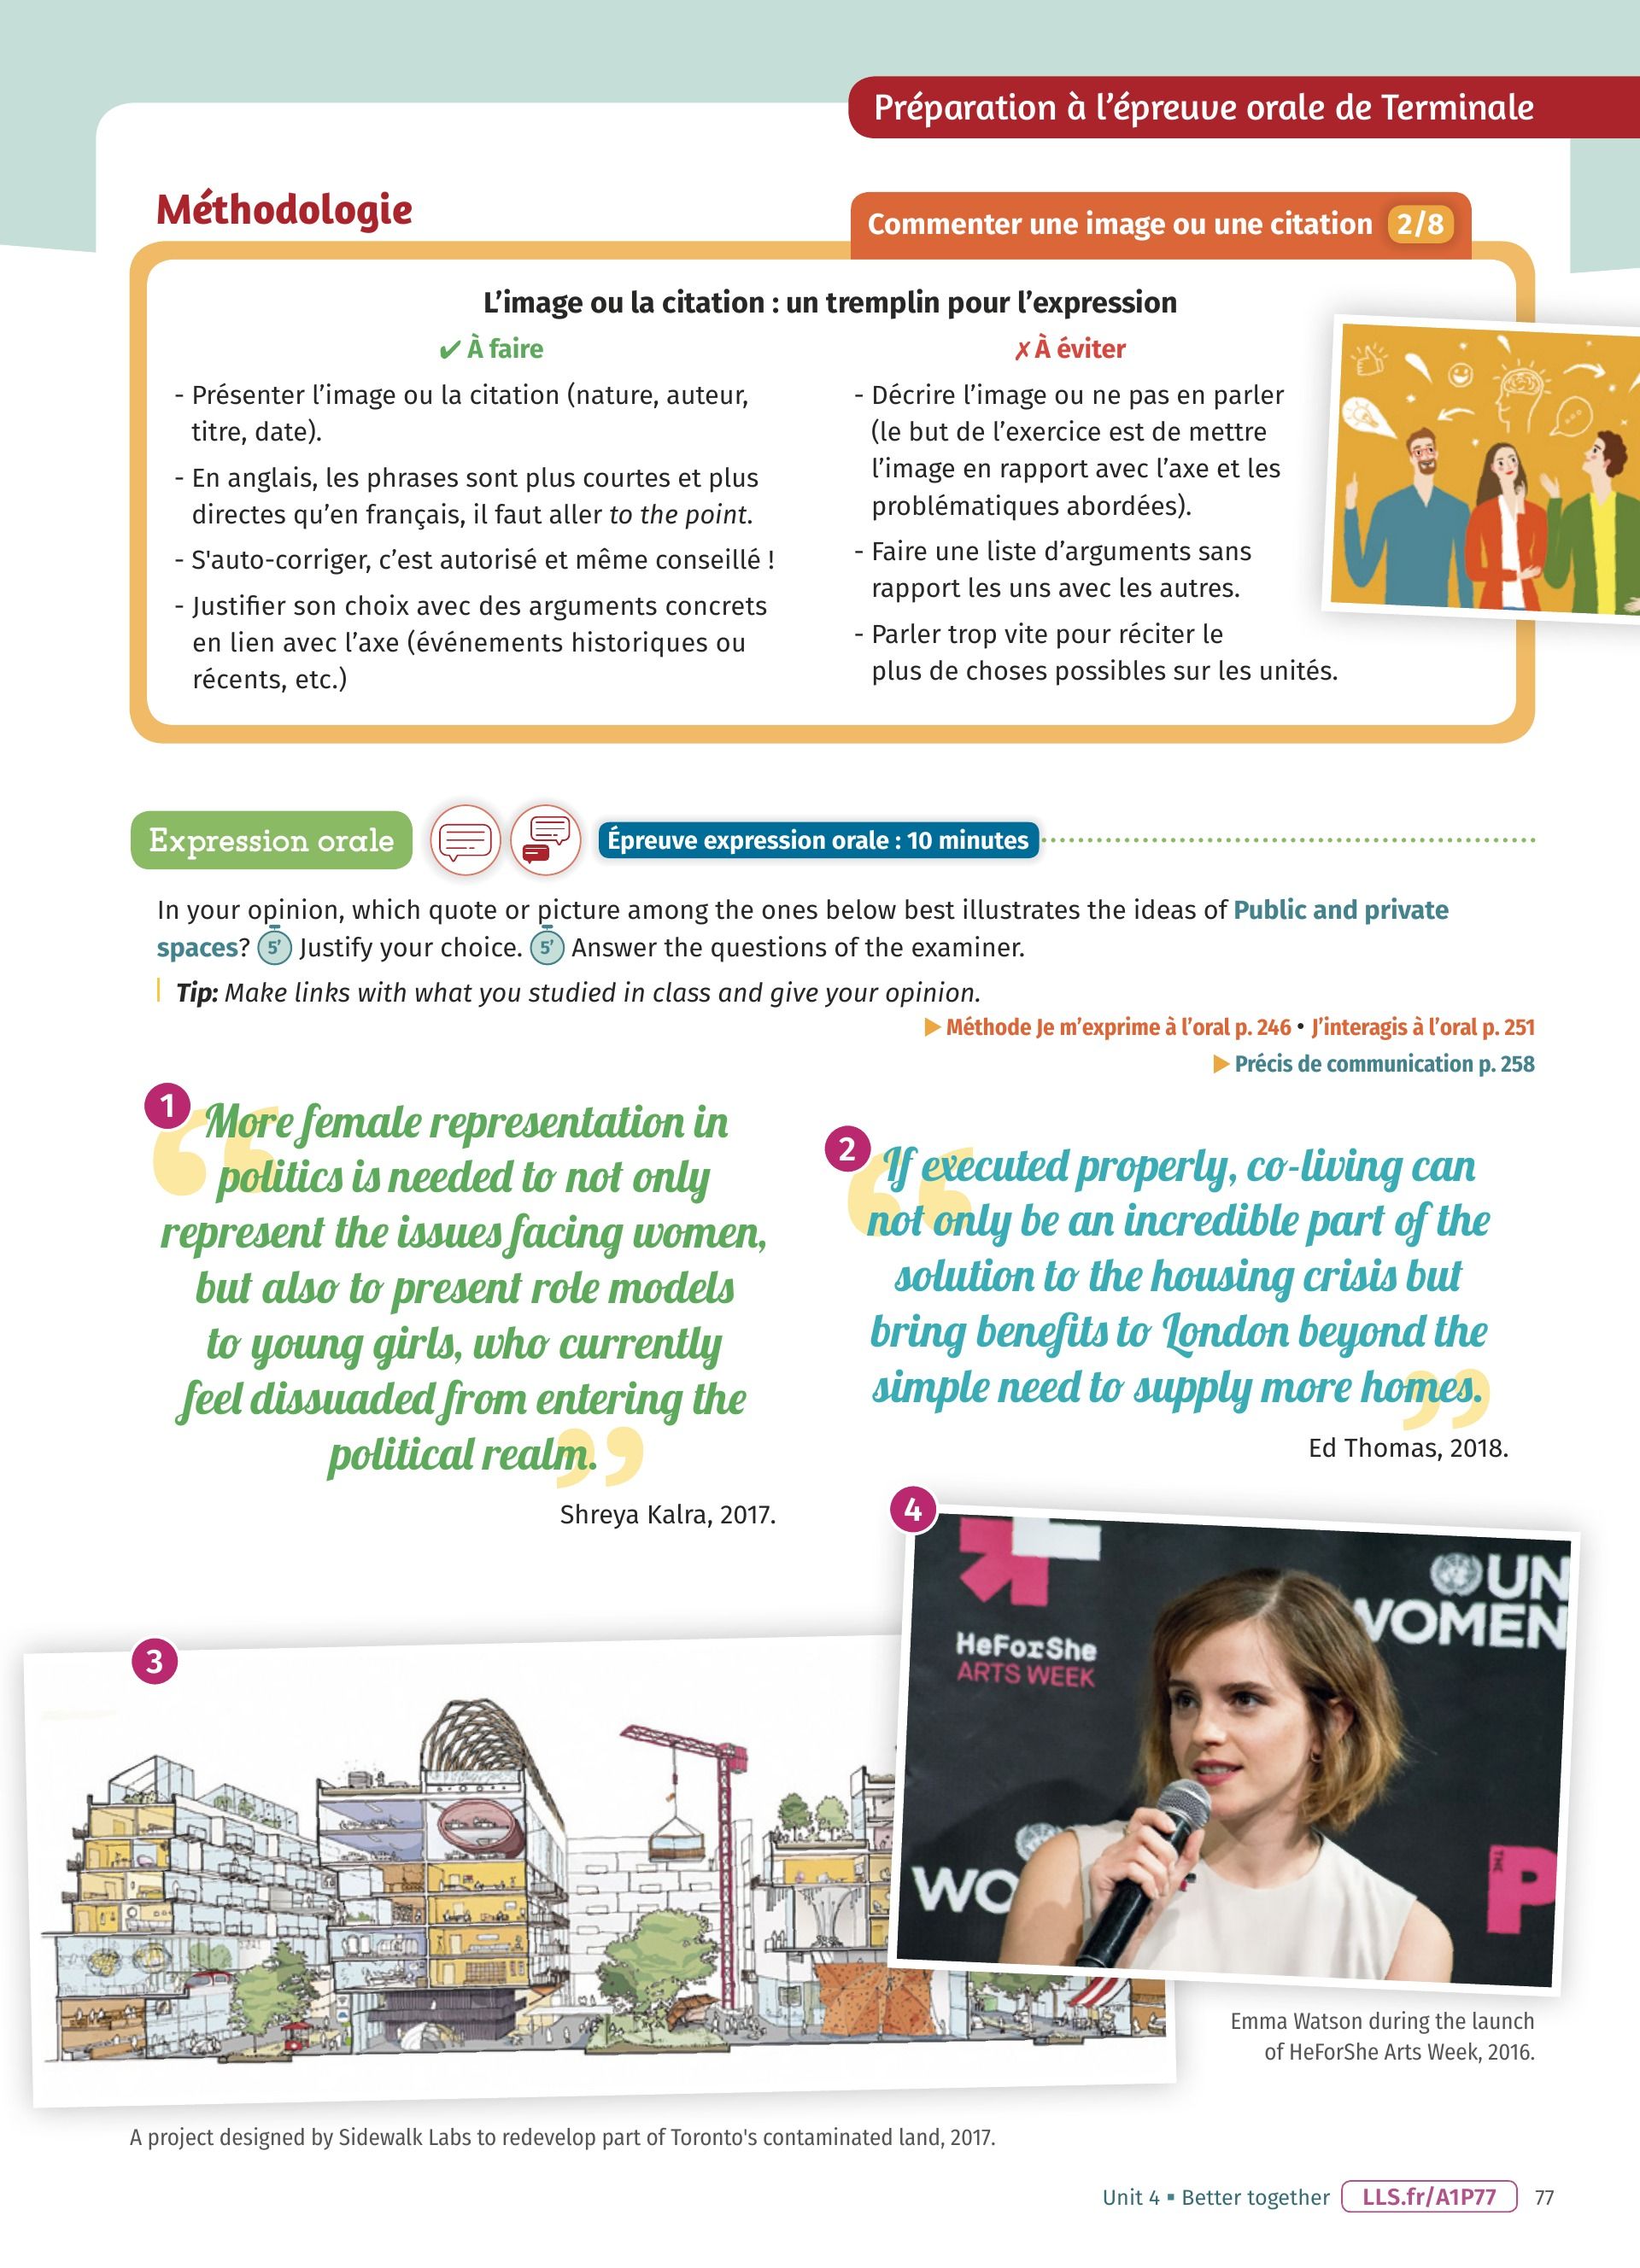 Préparation à l'épreuve orale de Terminale
Méthodologie
Commenter une image ou une citation 2/8
L'image ou la citation : un tremplin pour l'expression
✔ À faire
- Présenter l'image ou la citation (nature, auteur,
titre, date).
- En anglais, les phrases sont plus courtes et plus
directes qu'en français, il faut aller to the point.
- S'auto-corriger, c'est autorisé et même conseillé !
- Justifier son choix avec des arguments concrets
en lien avec l'axe (événements historiques ou
récents, etc.)
✗ À éviter
- Décrire l'image ou ne pas en parler
(le but de l'exercice est de mettre
l'image en rapport avec l'axe et les
problématiques abordées).
- Faire une liste d'arguments sans
rapport les uns avec les autres.
- Parler trop vite pour réciter le
plus de choses possibles sur les unités.
Expression orale
Épreuve expression orale : 10 minutes
In your opinion, which quote or picture among the ones below best illustrates the ideas of Public and private
spaces? 5' Justify your choice. 5' Answer the questions of the examiner.
Tip: Make links with what you studied in class and give your opinion.
▶ Méthode Je m'exprime à l'oral p. 246 • J'interagis à l'oral p. 251
▶ Précis de communication p. 258
1
“ More female representation in
politics is needed to not only
represent the issues facing women,
but also to present role models
to young girls, who currently
feel dissuaded from entering the
political realm. ”
Shreya Kalra, 2017.
2
“ If executed properly, co-living can
not only be an incredible part of the
solution to the housing crisis but
bring benefits to London beyond the
simple need to supply more homes. ”
Ed Thomas, 2018.
3
A project designed by Sidewalk Labs to redevelop part of Toronto's contaminated land, 2017.
4
HeForShe
ARTS WEEK
UN
WOMEN
WO
THE
P
Emma Watson during the launch
of HeForShe Arts Week, 2016.
Unit 4 ▪ Better together LLS.fr/A1P77 77